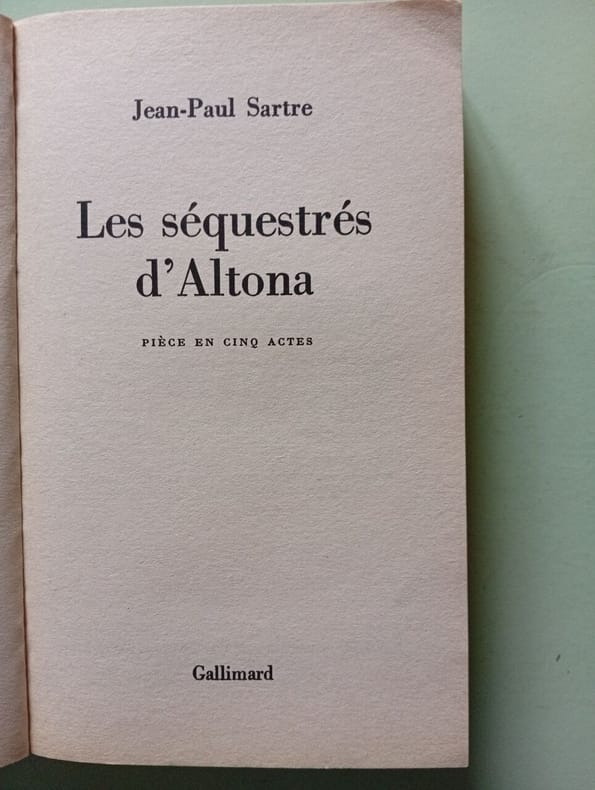 Jean-Paul Sartre
Les séquestrés
d'Altona
PIÈCE EN CINQ ACTES
Gallimard